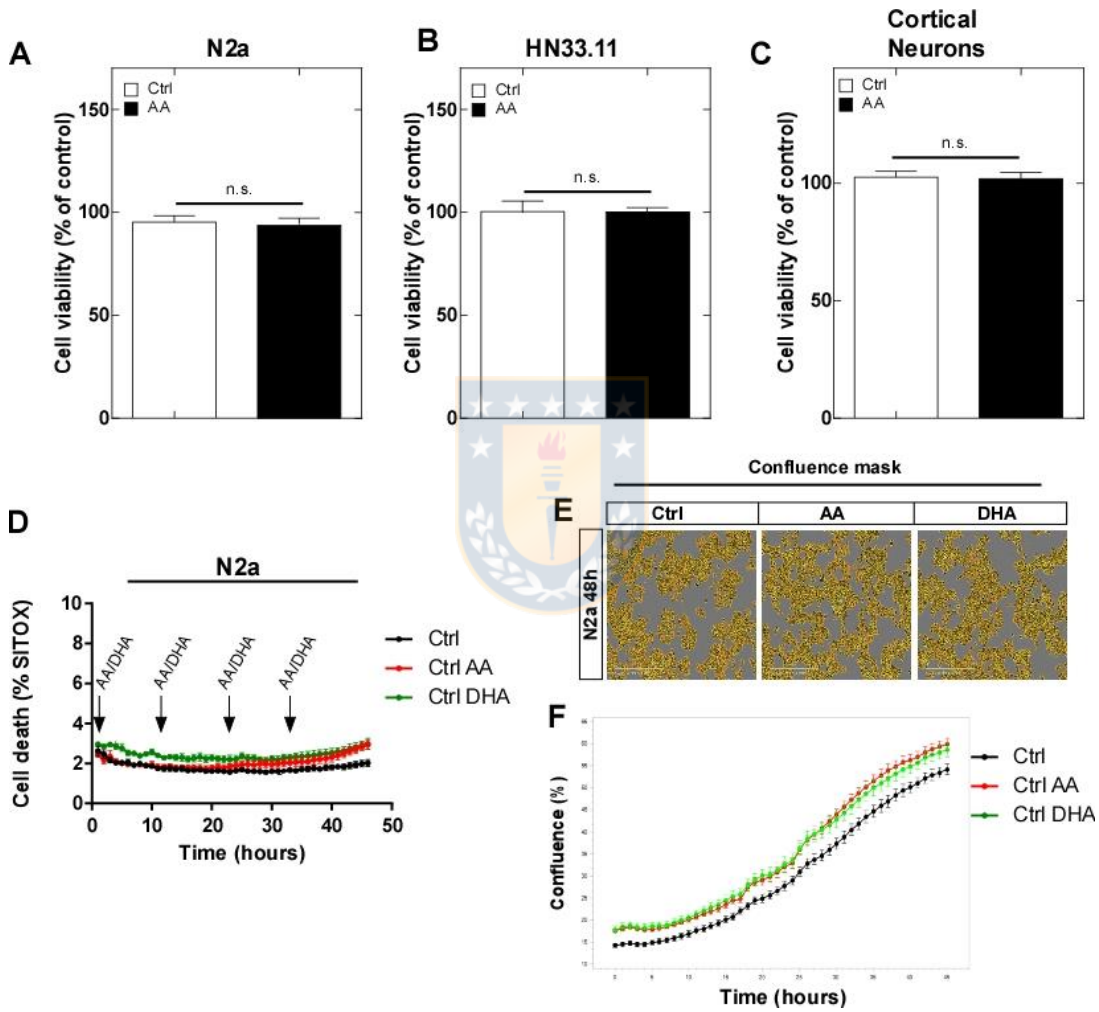 A
N2a
Cell viability (% of control)
150
100
50
0
Ctrl
AA
n.s.
B
HN33.11
Cell viability (% of control)
150
100
50
0
Ctrl
AA
n.s.
C
Cortical
Neurons
Cell viability (% of control)
100
50
0
Ctrl
AA
n.s.
D
N2a
Cell death (% SITOX)
10
8
6
4
2
0
AA/DHA
AA/DHA
AA/DHA
AA/DHA
Ctrl
Ctrl AA
Ctrl DHA
0 10 20 30 40 50
Time (hours)
Confluence mask
E
Ctrl AA DHA
N2a 48h
F
Confluence (%)
Ctrl
Ctrl AA
Ctrl DHA
Time (hours)